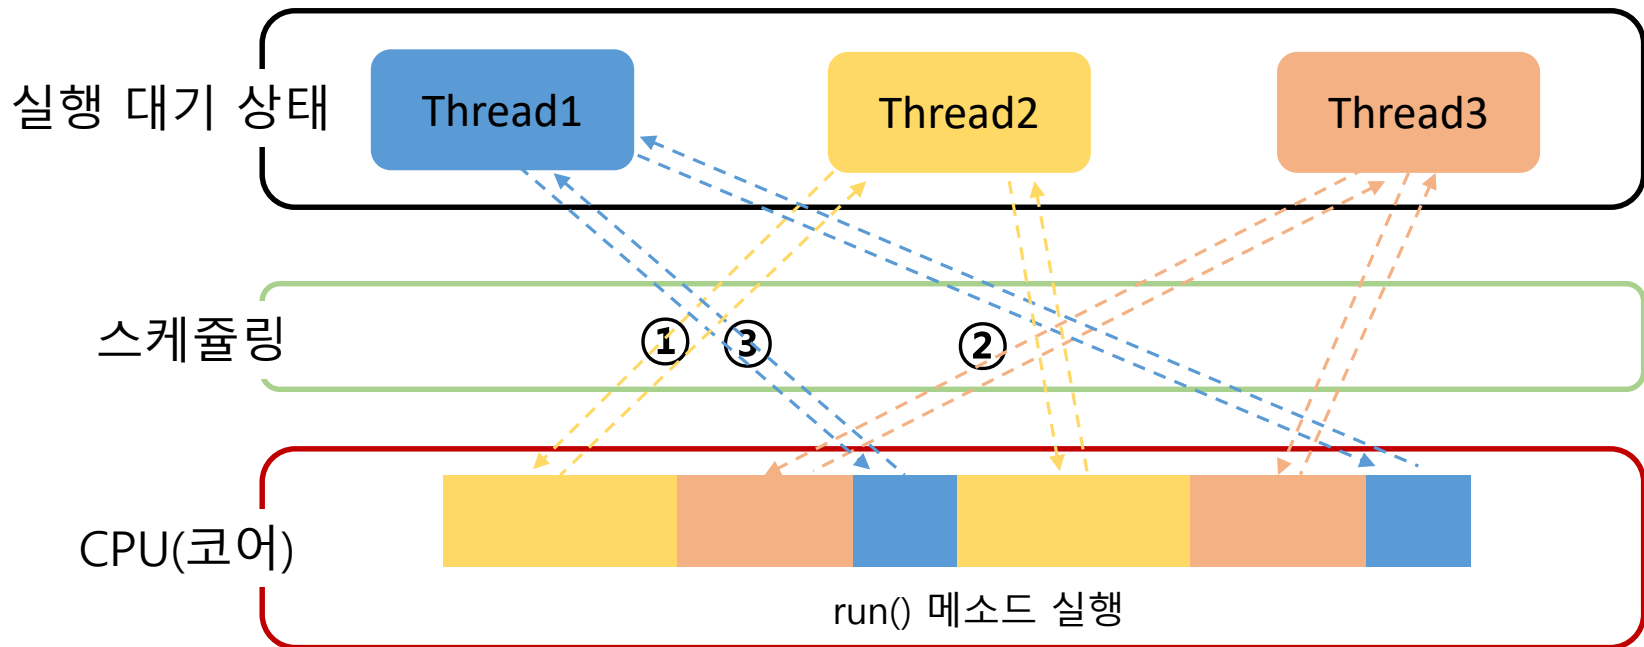 실행 대기 상태
Thread1
Thread2
Thread3
스케쥴링
① ③ ②
CPU(코어)
run() 메소드 실행